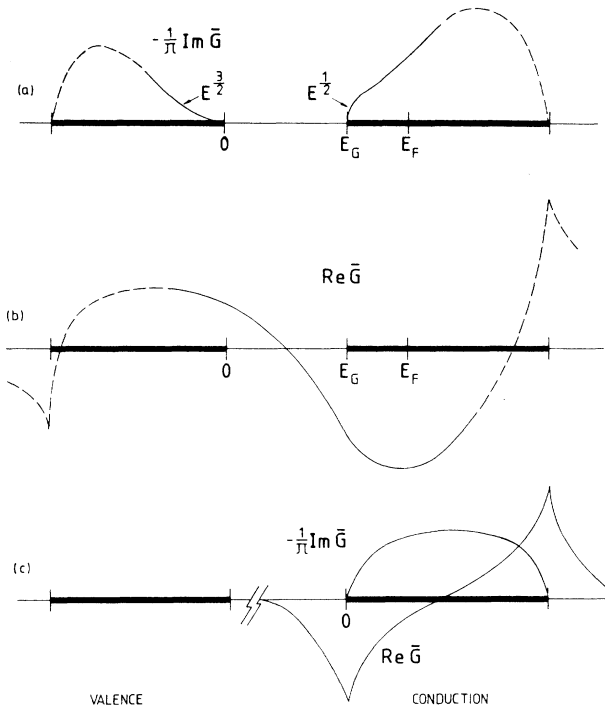 -1/π Im G̅
(a)
E^3/2
E^1/2
0
E_G
E_F
Re G̅
(b)
0
E_G
E_F
-1/π Im G̅
(c)
0
Re G̅
VALENCE
CONDUCTION